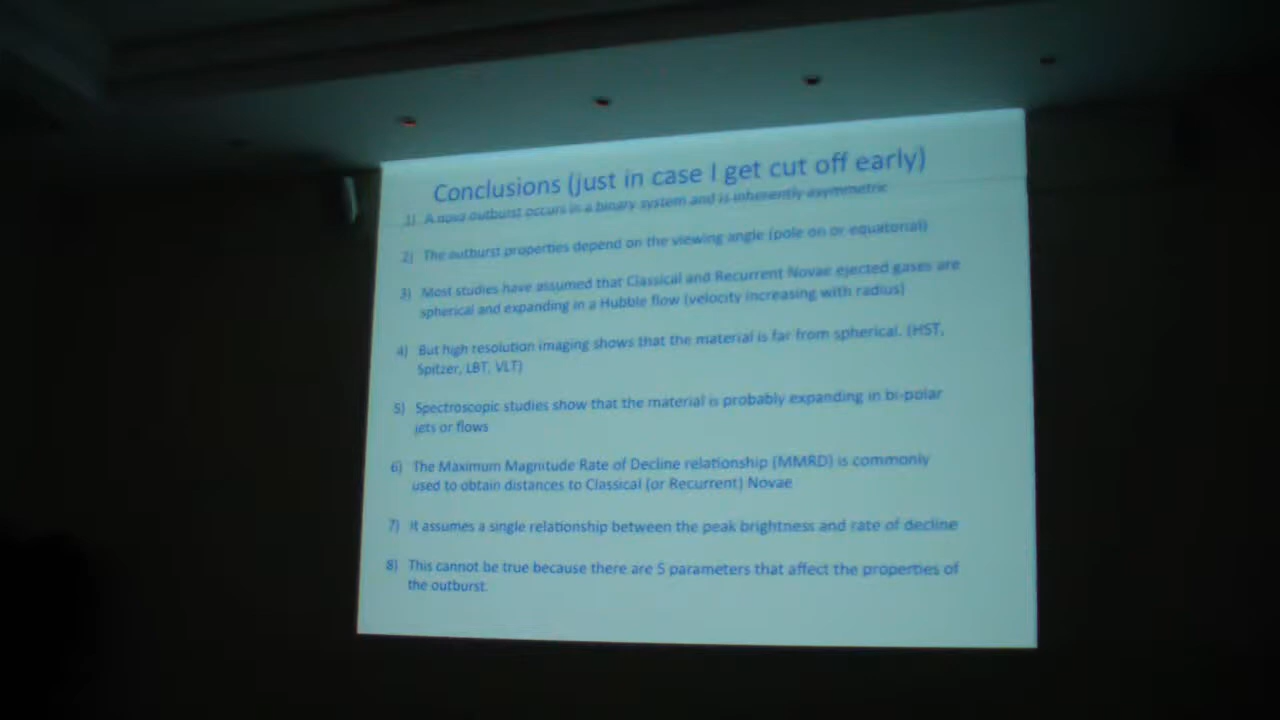 Conclusions (just in case I get cut off early)
1) A nova outburst occurs in a binary system and is inherently asymmetric
2) The outburst properties depend on the viewing angle (pole on or equatorial)
3) Most studies have assumed that Classical and Recurrent Novae ejected gases are
spherical and expanding in a Hubble flow (velocity increasing with radius)
4) But high resolution imaging shows that the material is far from spherical. (HST,
Spitzer, LBT, VLT)
5) Spectroscopic studies show that the material is probably expanding in bi-polar
jets or flows
6) The Maximum Magnitude Rate of Decline relationship (MMRD) is commonly
used to obtain distances to Classical (or Recurrent) Novae
7) It assumes a single relationship between the peak brightness and rate of decline
8) This cannot be true because there are 5 parameters that affect the properties of
the outburst.